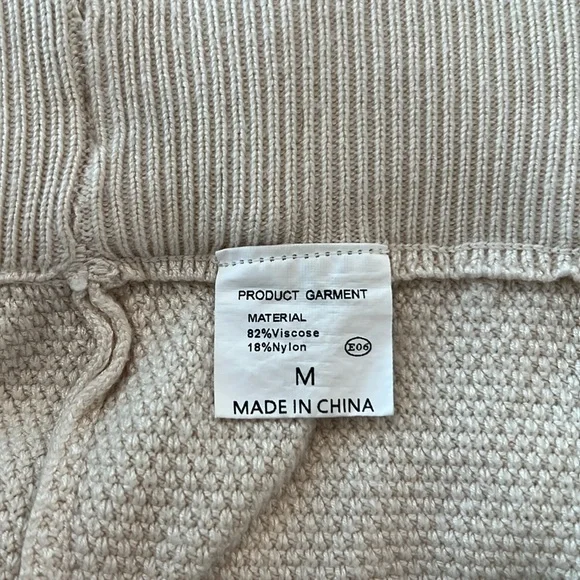 PRODUCT GARMENT
MATERIAL
82%Viscose
18%Nylon
E06
M
MADE IN CHINA